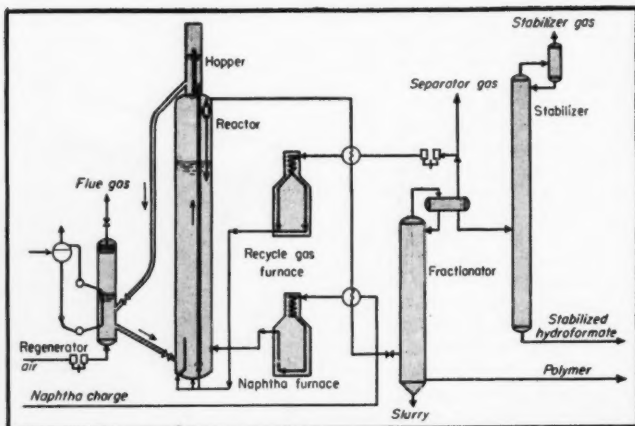 Stabilizer gas
Hopper
Separator gas
Stabilizer
Reactor
Flue gas
Recycle gas
furnace
Fractionator
Regenerator
air
Stabilized
hydroformate
Naphtha furnace
Polymer
Naphtha charge
Slurry